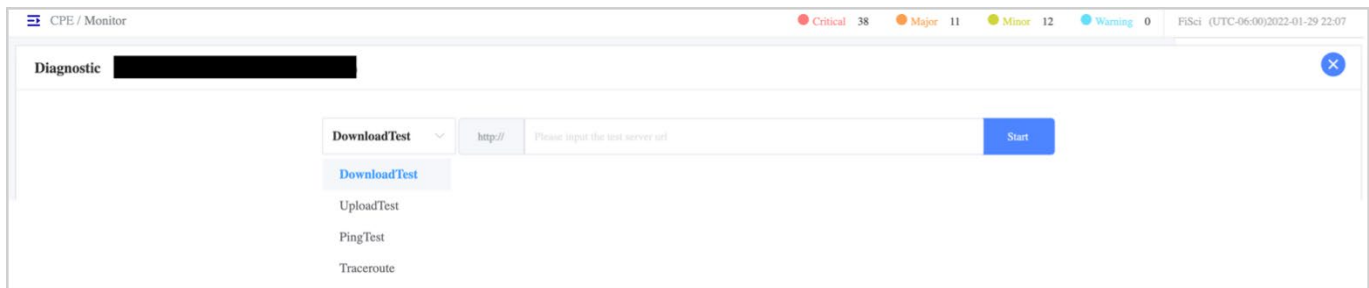 CPE / Monitor Critical 38 Major 11 Minor 12 Warning 0 FiSci (UTC-06:00)2022-01-29 22:07
Diagnostic
DownloadTest http:// Please input the test server url Start
DownloadTest
UploadTest
PingTest
Traceroute